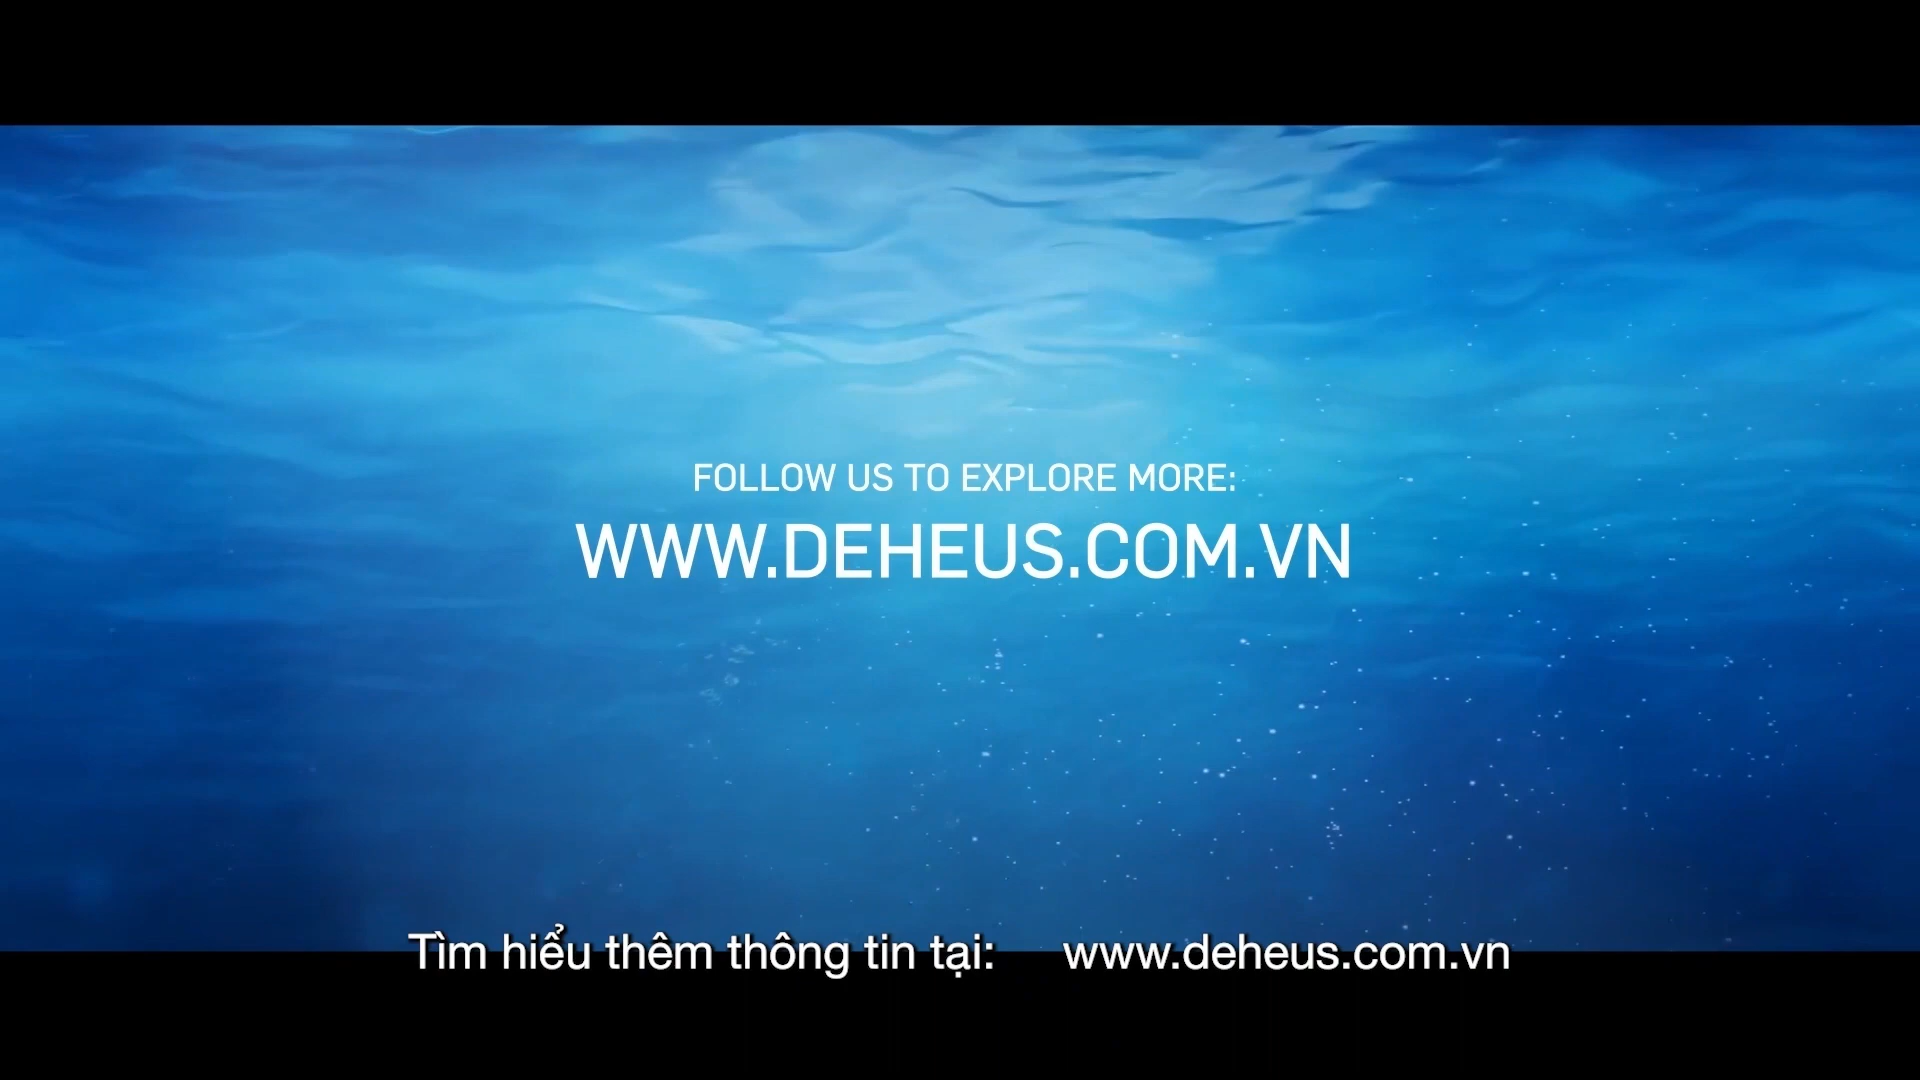 FOLLOW US TO EXPLORE MORE:
WWW.DEHEUS.COM.VN
Tìm hiểu thêm thông tin tại: www.deheus.com.vn